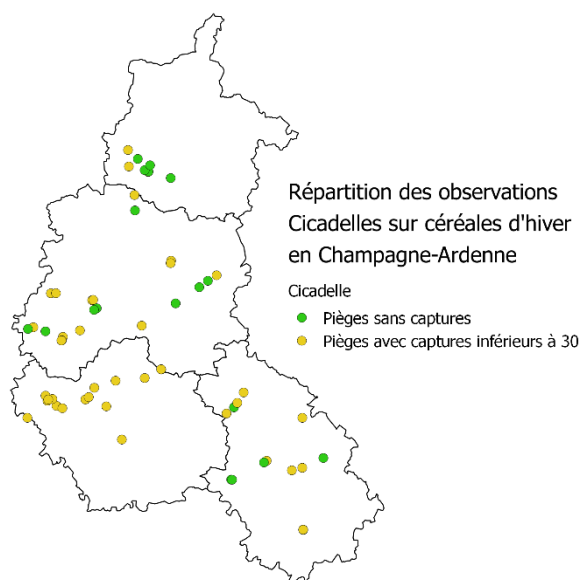 Répartition des observations
Cicadelles sur céréales d'hiver
en Champagne-Ardenne
Cicadelle
Pièges sans captures
Pièges avec captures inférieurs à 30